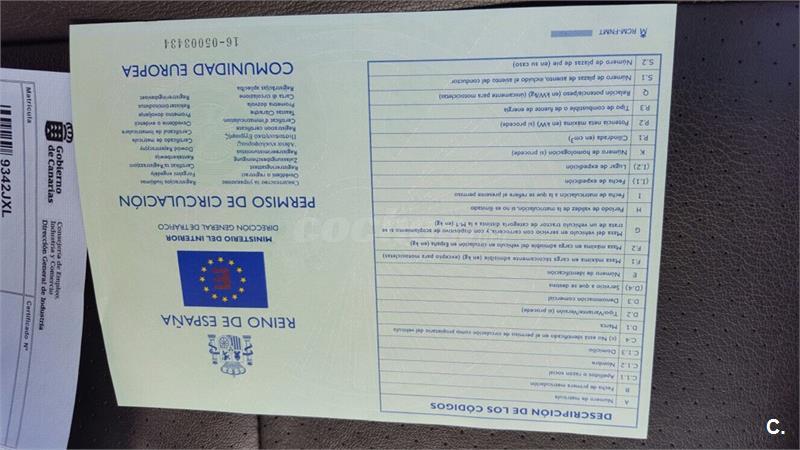 REINO DE ESPAÑA
MINISTERIO DEL INTERIOR
DIRECCIÓN GENERAL DE TRÁFICO
PERMISO DE CIRCULACIÓN
COMUNIDAD EUROPEA
16-05003434
DESCRIPCIÓN DE LOS CÓDIGOS
A Número de matrícula
B Fecha de primera matriculación
C.1.1 Apellidos o razón social
C.1.2 Nombre
C.1.3 Domicilio
C.4 (x) No está identificado en el permiso de circulación como propietario del vehículo
D.1 Marca
D.2 Tipo/Variante/Versión (si procede)
D.3 Denominación comercial
(D.4) Servicio a que se destina
E Número de identificación
F.1 Masa máxima en carga técnicamente admisible (en kg) (excepto para motocicletas)
F.2 Masa máxima en carga admisible del vehículo en circulación en España (en kg)
G Masa del vehículo en servicio con carrocería, y con dispositivo de acoplamiento si se
trata de un vehículo tractor de categoría distinta a la M 1 (en kg)
H Período de validez de la matriculación, si no es ilimitado
I Fecha de matriculación a la que se refiere el presente permiso
(I.1) Fecha de expedición
(I.2) Lugar de expedición
K Número de homologación (si procede)
P.1 Cilindrada (en cm³)
P.2 Potencia neta máxima (en kW) (si procede)
P.3 Tipo de combustible o de fuente de energía
Q Relación potencia/peso (en kW/kg) (únicamente para motocicletas)
S.1 Número de plazas de asiento, incluido el asiento del conductor
S.2 Número de plazas de pie (en su caso)
RCM-FNMT
Gobierno
de Canarias
Consejería de Empleo,
Industria y Comercio
Dirección General de Industria
Matrícula
9342JXL
Certificado Nº
C.